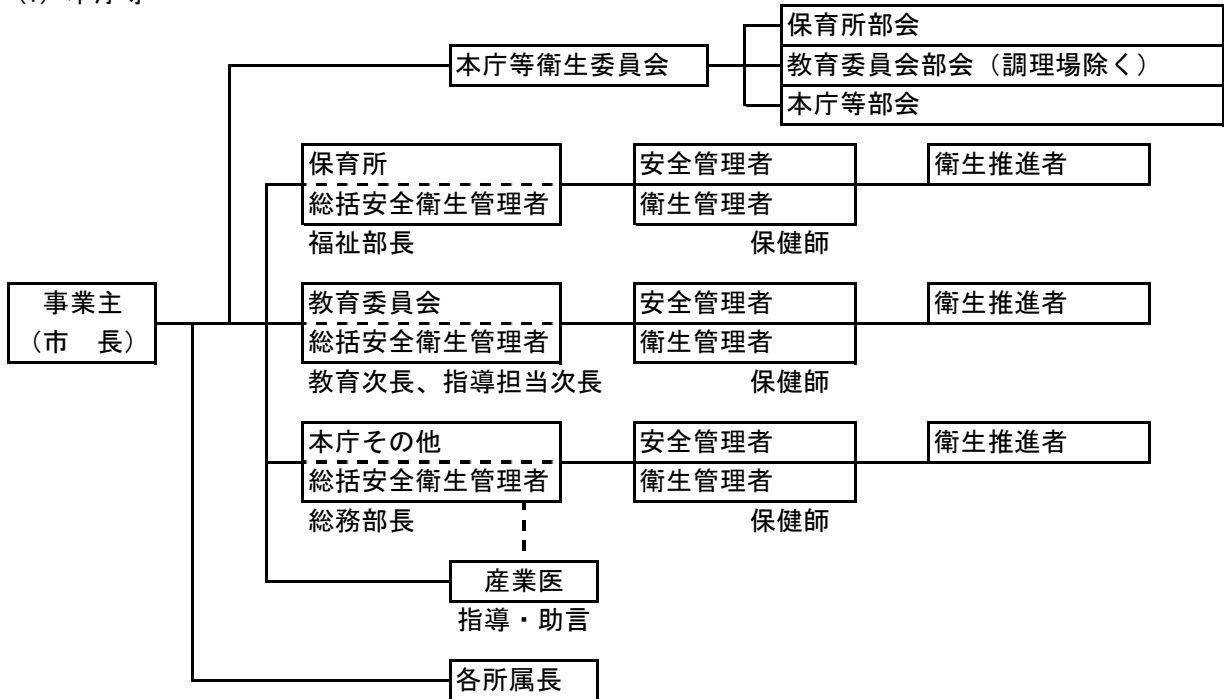 保育所部会
本庁等衛生委員会
教育委員会部会（調理場除く）
本庁等部会
保育所
安全管理者
衛生推進者
総括安全衛生管理者
衛生管理者
福祉部長
保健師
事業主
（市　長）
教育委員会
安全管理者
衛生推進者
総括安全衛生管理者
衛生管理者
教育次長、指導担当次長
保健師
本庁その他
安全管理者
衛生推進者
総括安全衛生管理者
衛生管理者
総務部長
保健師
産業医
指導・助言
各所属長